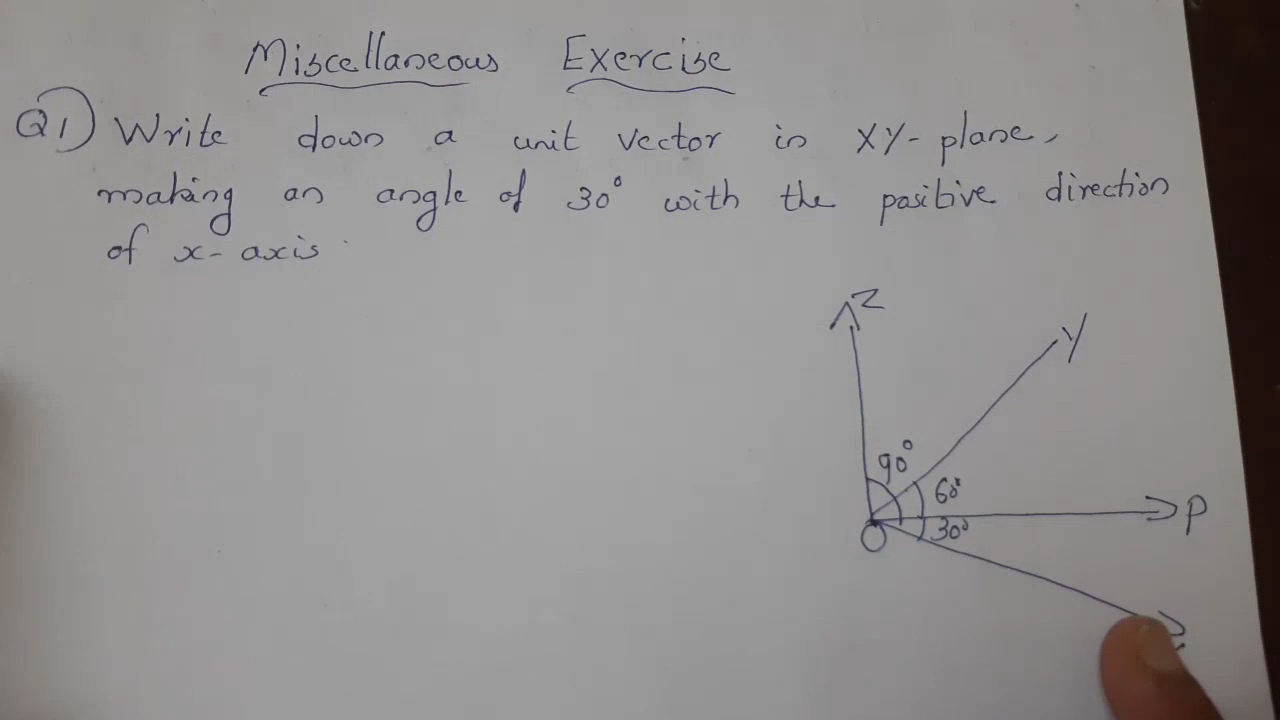 Miscellaneous Exercise
Q1) Write down a unit vector in XY-plane,
making an angle of 30° with the pasitive direction
of x-axis.
Z
Y
90°
60°
P
30°
O